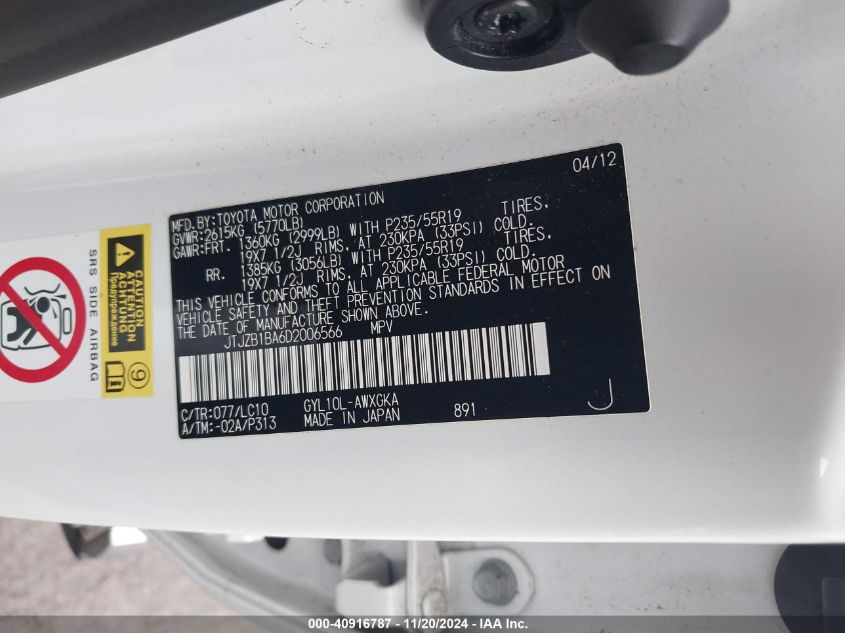 04/12
MFD.BY:TOYOTA MOTOR CORPORATION
GVWR:2615KG (5770LB)
GAWR:FRT. 1360KG (2999LB) WITH P235/55R19 TIRES.
19X7 1/2J RIMS. AT 230KPA (33PSI) COLD.
RR. 1385KG (3056LB) WITH P235/55R19 TIRES.
19X7 1/2J RIMS. AT 230KPA (33PSI) COLD.
THIS VEHICLE CONFORMS TO ALL APPLICABLE FEDERAL MOTOR
VEHICLE SAFETY AND THEFT PREVENTION STANDARDS IN EFFECT ON
THE DATE OF MANUFACTURE SHOWN ABOVE.
JTJZB1BA6D2006566 MPV
C/TR:077/LC10 GYL10L-AWXGKA
A/TM:-02A/P313 MADE IN JAPAN 891
J
CAUTION
ATTENTION
ACHTUNG
Предупреждение
9
SRS SIDE AIRBAG
000-40916787 - 11/20/2024 - IAA Inc.